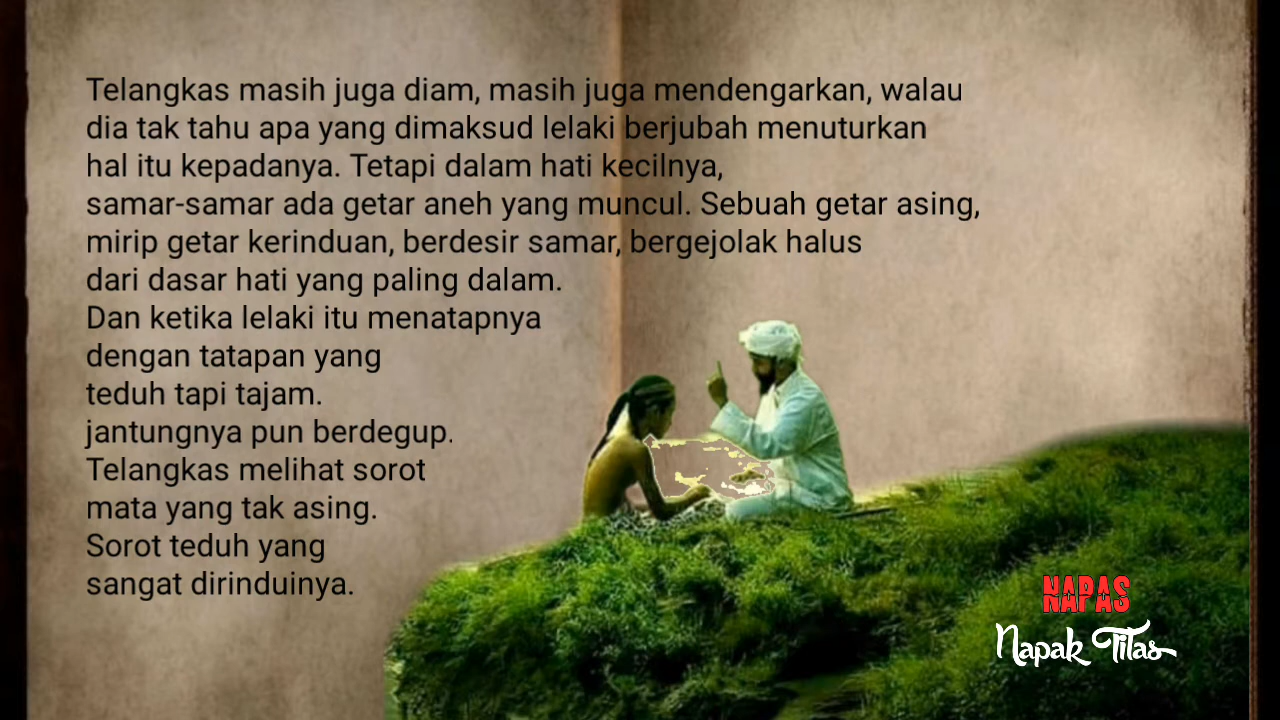 Telangkas masih juga diam, masih juga mendengarkan, walau
dia tak tahu apa yang dimaksud lelaki berjubah menuturkan
hal itu kepadanya. Tetapi dalam hati kecilnya,
samar-samar ada getar aneh yang muncul. Sebuah getar asing,
mirip getar kerinduan, berdesir samar, bergejolak halus
dari dasar hati yang paling dalam.
Dan ketika lelaki itu menatapnya
dengan tatapan yang
teduh tapi tajam.
jantungnya pun berdegup.
Telangkas melihat sorot
mata yang tak asing.
Sorot teduh yang
sangat dirinduinya.
NAPAS
Napak Tilas